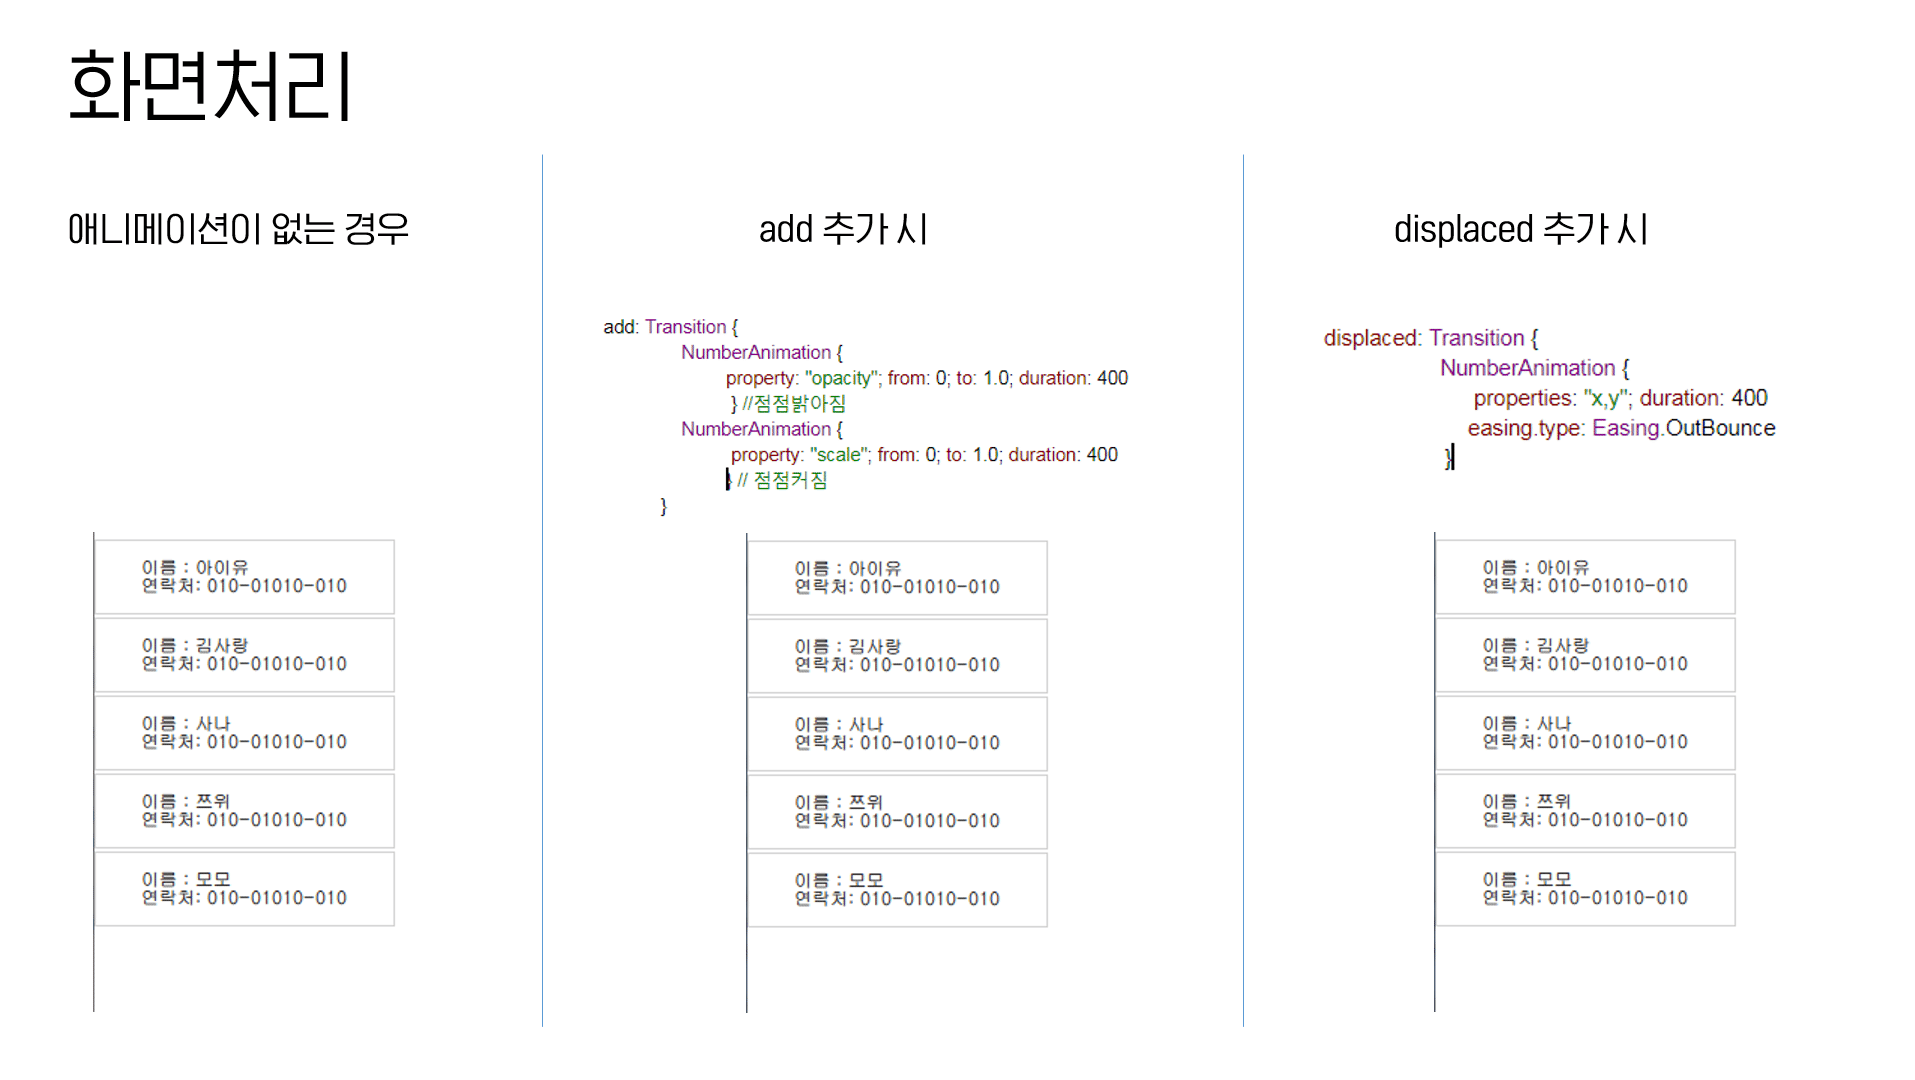 화면처리
애니메이션이 없는 경우
이름 : 아이유
연락처: 010-01010-010
이름 : 김사랑
연락처: 010-01010-010
이름 : 사나
연락처: 010-01010-010
이름 : 쯔위
연락처: 010-01010-010
이름 : 모모
연락처: 010-01010-010
add 추가 시
add: Transition {
NumberAnimation {
property: "opacity"; from: 0; to: 1.0; duration: 400
} //점점밝아짐
NumberAnimation {
property: "scale"; from: 0; to: 1.0; duration: 400
} // 점점커짐
}
이름 : 아이유
연락처: 010-01010-010
이름 : 김사랑
연락처: 010-01010-010
이름 : 사나
연락처: 010-01010-010
이름 : 쯔위
연락처: 010-01010-010
이름 : 모모
연락처: 010-01010-010
displaced 추가 시
displaced: Transition {
NumberAnimation {
properties: "x,y"; duration: 400
easing.type: Easing.OutBounce
}
이름 : 아이유
연락처: 010-01010-010
이름 : 김사랑
연락처: 010-01010-010
이름 : 사나
연락처: 010-01010-010
이름 : 쯔위
연락처: 010-01010-010
이름 : 모모
연락처: 010-01010-010